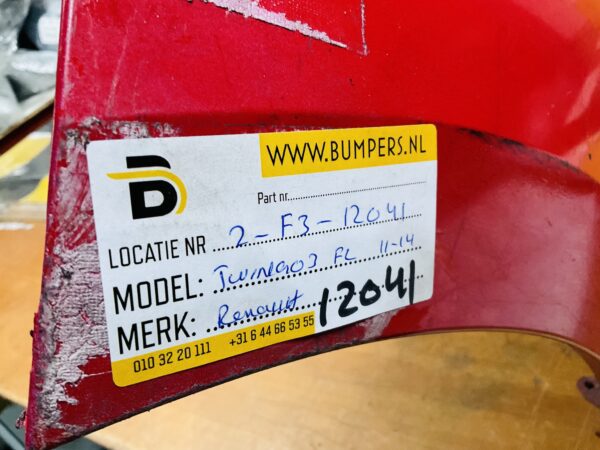 WWW.BUMPERS.NL
B
Part nr.
LOCATIE NR 2-F3-12041
MODEL: TWINGO3 FL 11-14
MERK: Renault 12041
010 32 20 111 +31 6 44 66 53 55